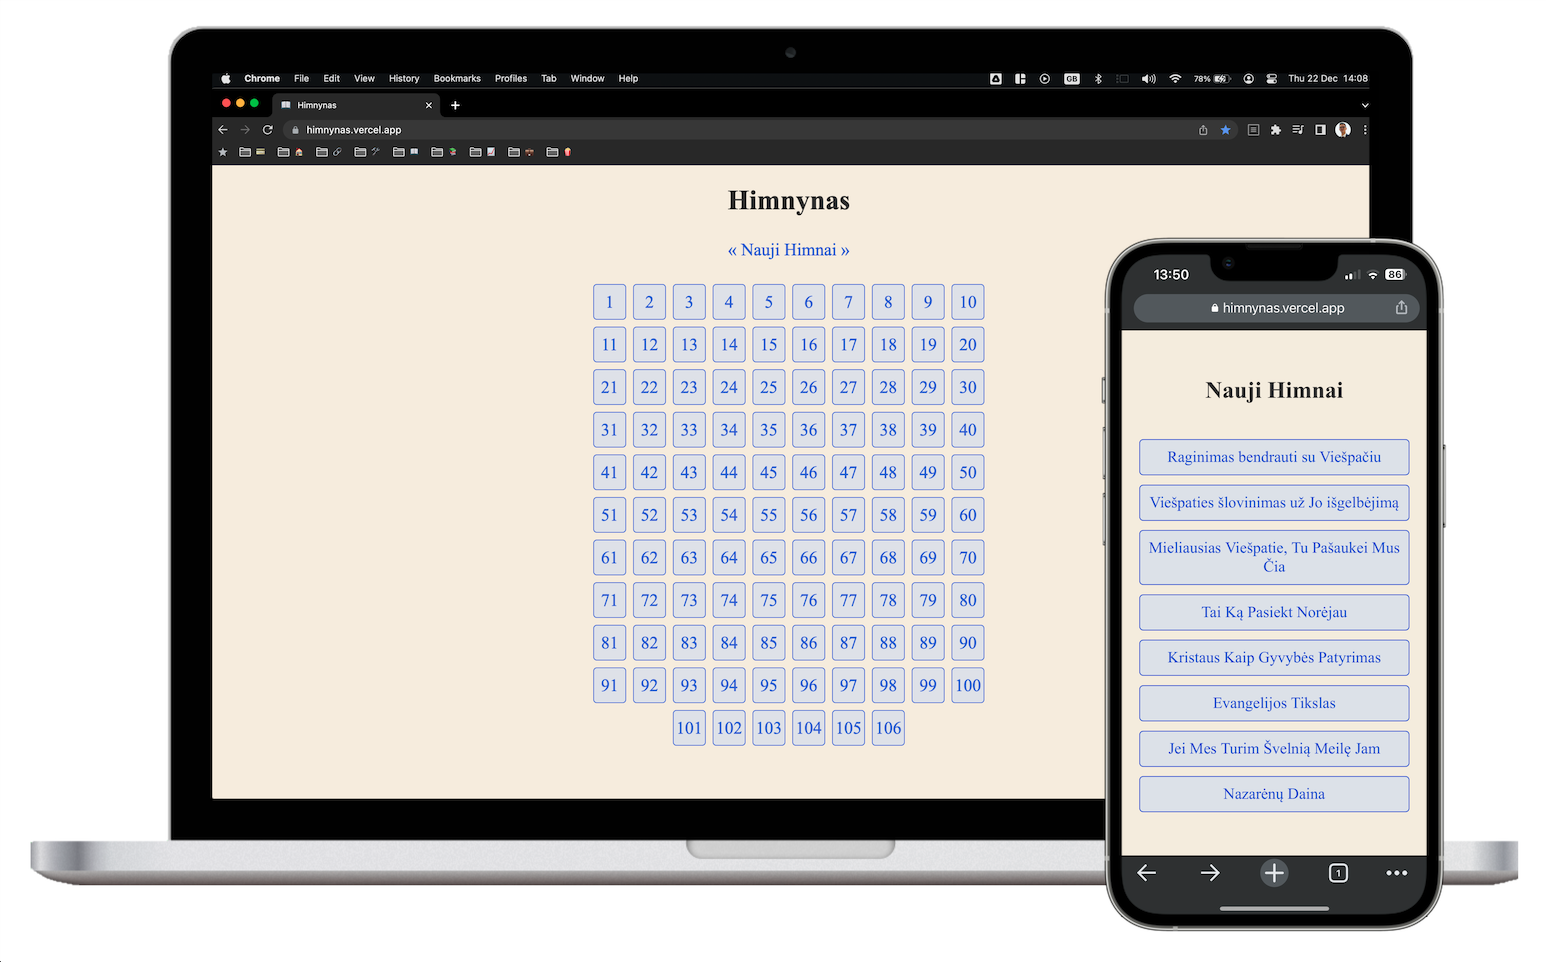 Chrome File Edit View History Bookmarks Profiles Tab Window Help GB 78% Thu 22 Dec 14:08
Himnynas
himnynas.vercel.app
Himnynas
« Nauji Himnai »
1 2 3 4 5 6 7 8 9 10
11 12 13 14 15 16 17 18 19 20
21 22 23 24 25 26 27 28 29 30
31 32 33 34 35 36 37 38 39 40
41 42 43 44 45 46 47 48 49 50
51 52 53 54 55 56 57 58 59 60
61 62 63 64 65 66 67 68 69 70
71 72 73 74 75 76 77 78 79 80
81 82 83 84 85 86 87 88 89 90
91 92 93 94 95 96 97 98 99 100
101 102 103 104 105 106
13:50 86
himnynas.vercel.app
Nauji Himnai
Raginimas bendrauti su Viešpačiu
Viešpaties šlovinimas už Jo išgelbėjimą
Mieliausias Viešpatie, Tu Pašaukei Mus
Čia
Tai Ką Pasiekt Norėjau
Kristaus Kaip Gyvybės Patyrimas
Evangelijos Tikslas
Jei Mes Turim Švelnią Meilę Jam
Nazarėnų Daina
1